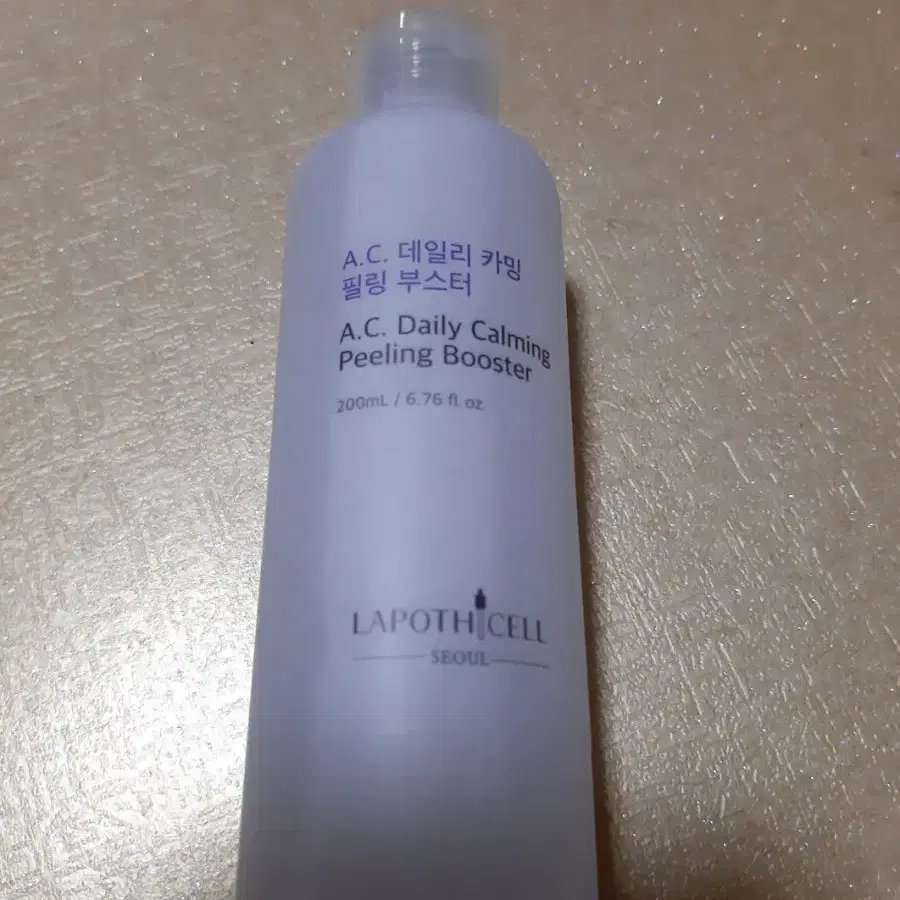 A.C. 데일리 카밍
필링 부스터
A.C. Daily Calming
Peeling Booster
200mL / 6.76 fl oz
LAPOTHICELL
SEOUL